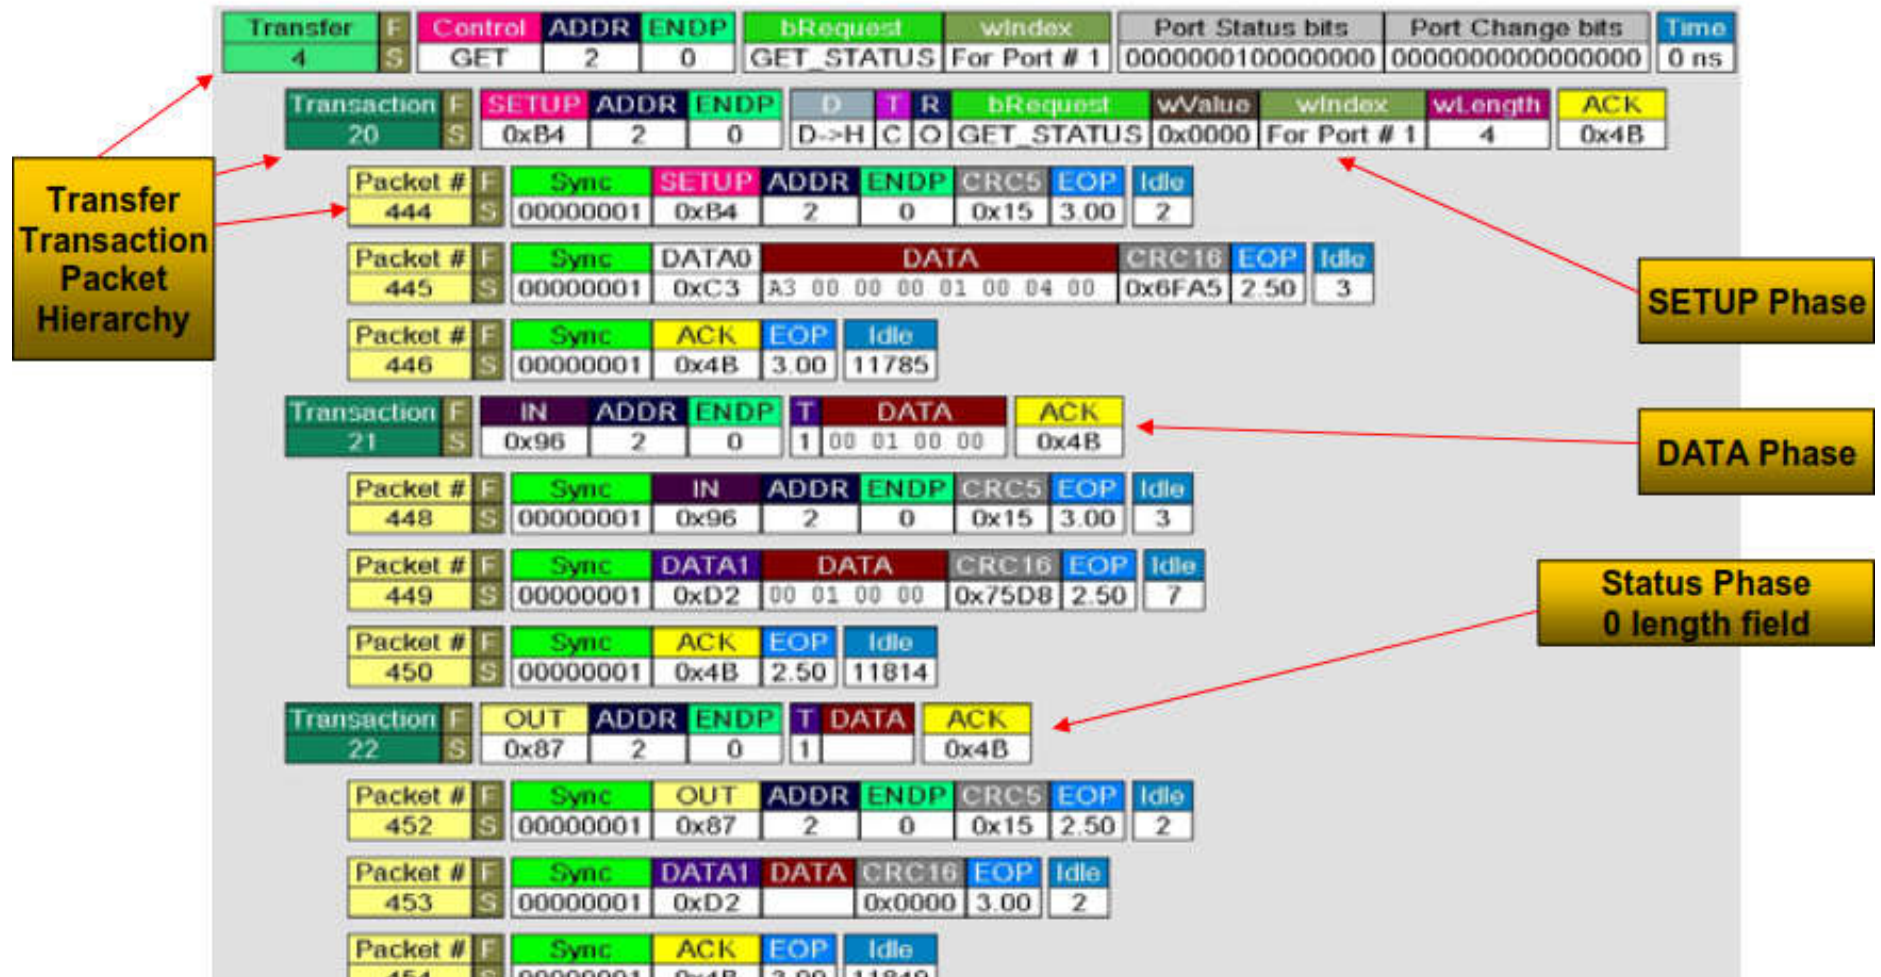 Transfer F Control ADDR ENDP bRequest wIndex Port Status bits Port Change bits Time
4 S GET 2 0 GET_STATUS For Port # 1 0000000100000000 0000000000000000 0 ns
Transaction F SETUP ADDR ENDP D T R bRequest wValue wIndex wLength ACK
20 S 0xB4 2 0 D->H C O GET_STATUS 0x0000 For Port # 1 4 0x4B
Transfer
Transaction
Packet
Hierarchy
Packet # F Sync SETUP ADDR ENDP CRC5 EOP Idle
444 S 00000001 0xB4 2 0 0x15 3.00 2
Packet # F Sync DATA0 DATA CRC16 EOP Idle
445 S 00000001 0xC3 A3 00 00 00 01 00 04 00 0x6FA5 2.50 3
SETUP Phase
Packet # F Sync ACK EOP Idle
446 S 00000001 0x4B 3.00 11785
Transaction F IN ADDR ENDP T DATA ACK
21 S 0x96 2 0 1 00 01 00 00 0x4B
DATA Phase
Packet # F Sync IN ADDR ENDP CRC5 EOP Idle
448 S 00000001 0x96 2 0 0x15 3.00 3
Packet # F Sync DATA1 DATA CRC16 EOP Idle
449 S 00000001 0xD2 00 01 00 00 0x75D8 2.50 7
Status Phase
0 length field
Packet # F Sync ACK EOP Idle
450 S 00000001 0x4B 2.50 11814
Transaction F OUT ADDR ENDP T DATA ACK
22 S 0x87 2 0 1 0x4B
Packet # F Sync OUT ADDR ENDP CRC5 EOP Idle
452 S 00000001 0x87 2 0 0x15 2.50 2
Packet # F Sync DATA1 DATA CRC16 EOP Idle
453 S 00000001 0xD2 0x0000 3.00 2
Packet # F Sync ACK EOP Idle
454 S 00000001 0x4B 3.00 11849